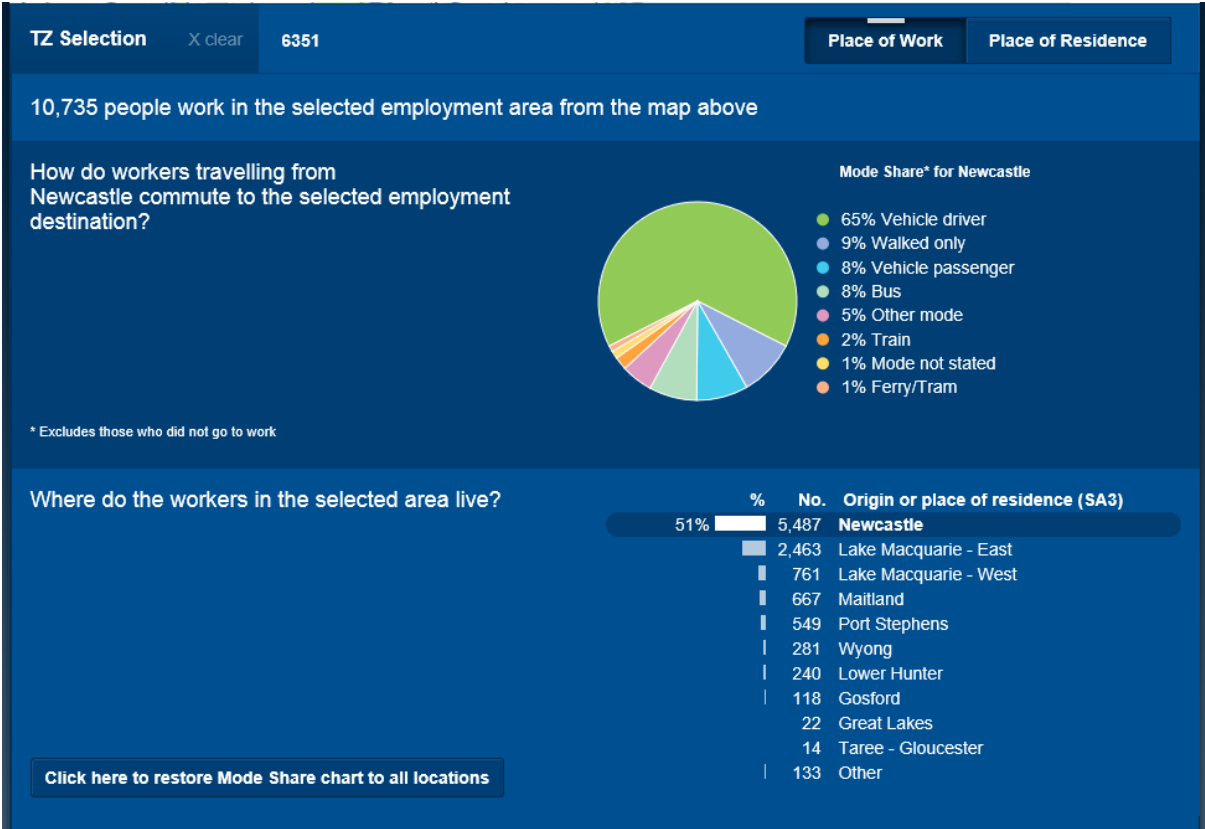 TZ Selection X clear 6351 Place of Work Place of Residence
10,735 people work in the selected employment area from the map above
How do workers travelling from
Newcastle commute to the selected employment
destination?
* Excludes those who did not go to work
Mode Share* for Newcastle
65% Vehicle driver
9% Walked only
8% Vehicle passenger
8% Bus
5% Other mode
2% Train
1% Mode not stated
1% Ferry/Tram
Where do the workers in the selected area live?
% No. Origin or place of residence (SA3)
51% 5,487 Newcastle
2,463 Lake Macquarie - East
761 Lake Macquarie - West
667 Maitland
549 Port Stephens
281 Wyong
240 Lower Hunter
118 Gosford
22 Great Lakes
14 Taree - Gloucester
133 Other
Click here to restore Mode Share chart to all locations